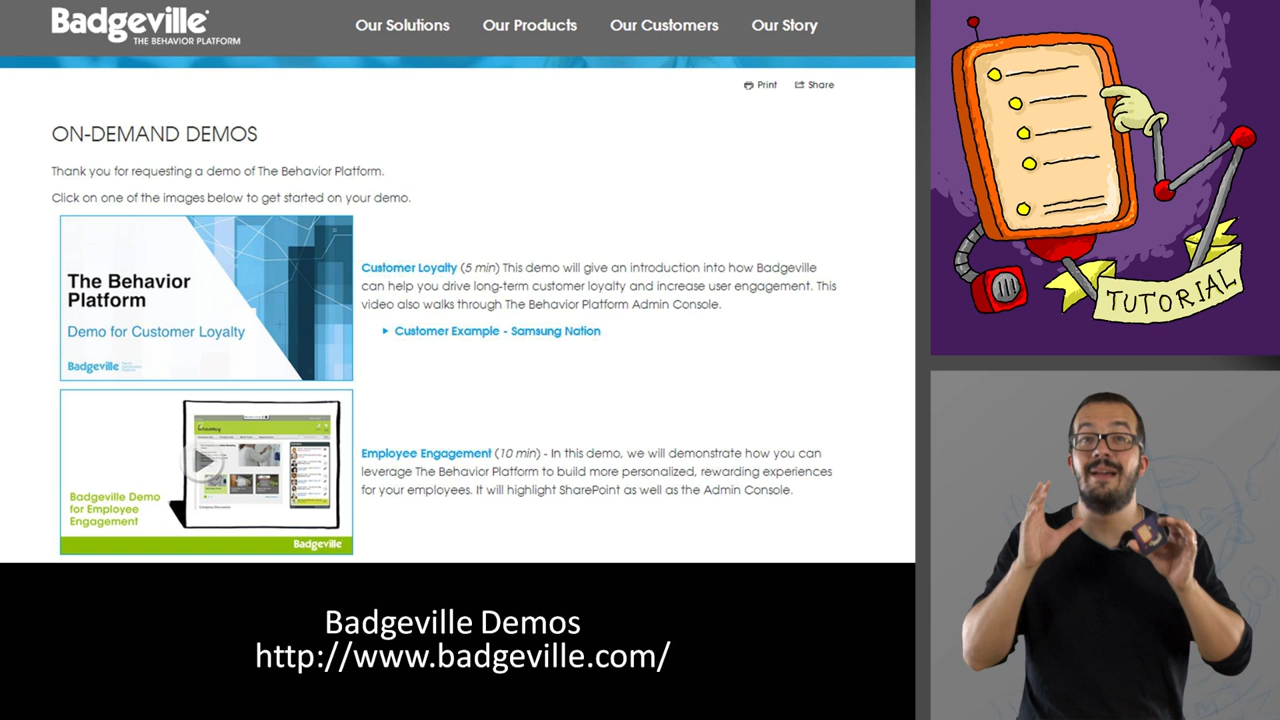 Badgeville
THE BEHAVIOR PLATFORM
Our Solutions
Our Products
Our Customers
Our Story
Print
Share
ON-DEMAND DEMOS
Thank you for requesting a demo of The Behavior Platform.
Click on one of the images below to get started on your demo.
The Behavior
Platform
Demo for Customer Loyalty
Badgeville
Customer Loyalty (5 min) This demo will give an introduction into how Badgeville
can help you drive long-term customer loyalty and increase user engagement. This
video also walks through The Behavior Platform Admin Console.
Customer Example - Samsung Nation
Badgeville Demo
for Employee
Engagement
Badgeville
Employee Engagement (10 min) - In this demo, we will demonstrate how you can
leverage The Behavior Platform to build more personalized, rewarding experiences
for your employees. It will highlight SharePoint as well as the Admin Console.
Badgeville Demos
http://www.badgeville.com/
TUTORIAL